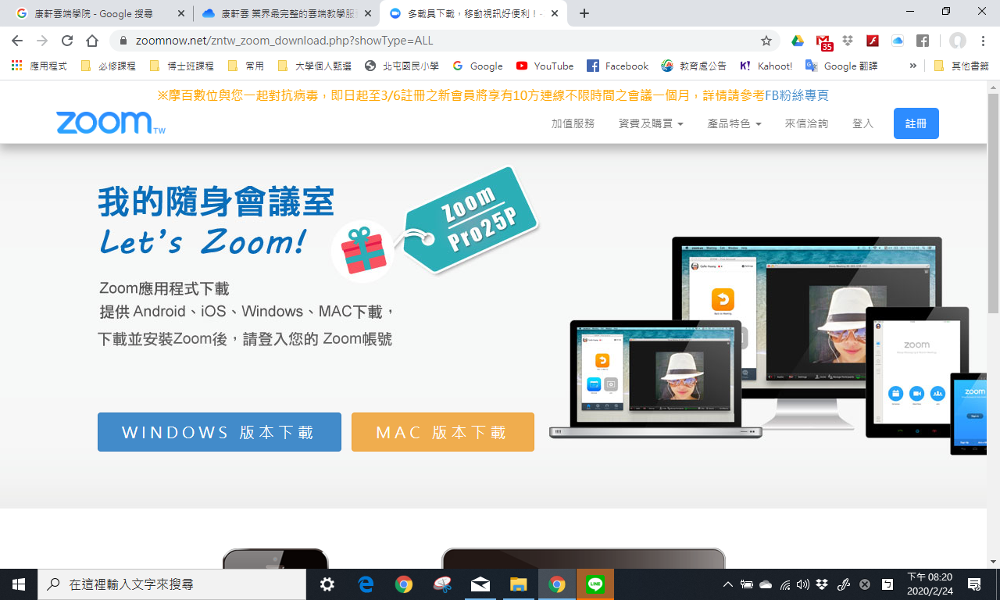 康軒雲端學院 - Google 搜尋
康軒雲 業界最完整的雲端教學服
多載具下載，移動視訊好便利！-
zoomnow.net/zntw_zoom_download.php?showType=ALL
35
應用程式
必修課程
博士班課程
常用
大學個人甄選
北屯國民小學
Google
YouTube
Facebook
教育處公告
Kahoot!
Google 翻譯
»
其他書籤
※摩百數位與您一起對抗病毒，即日起至3/6註冊之新會員將享有10方連線不限時間之會議一個月，詳情請參考FB粉絲專頁
zoom TW
加值服務
資費及購買
產品特色
來信洽詢
登入
註冊
我的隨身會議室
Let's Zoom!
Zoom
Pro25P
Zoom應用程式下載
提供 Android、iOS、Windows、MAC下載，
下載並安裝Zoom後，請登入您的 Zoom帳號
WINDOWS 版本下載
MAC 版本下載
zoom
zoom
在這裡輸入文字來搜尋
LINE
下午 08:20
2020/2/24